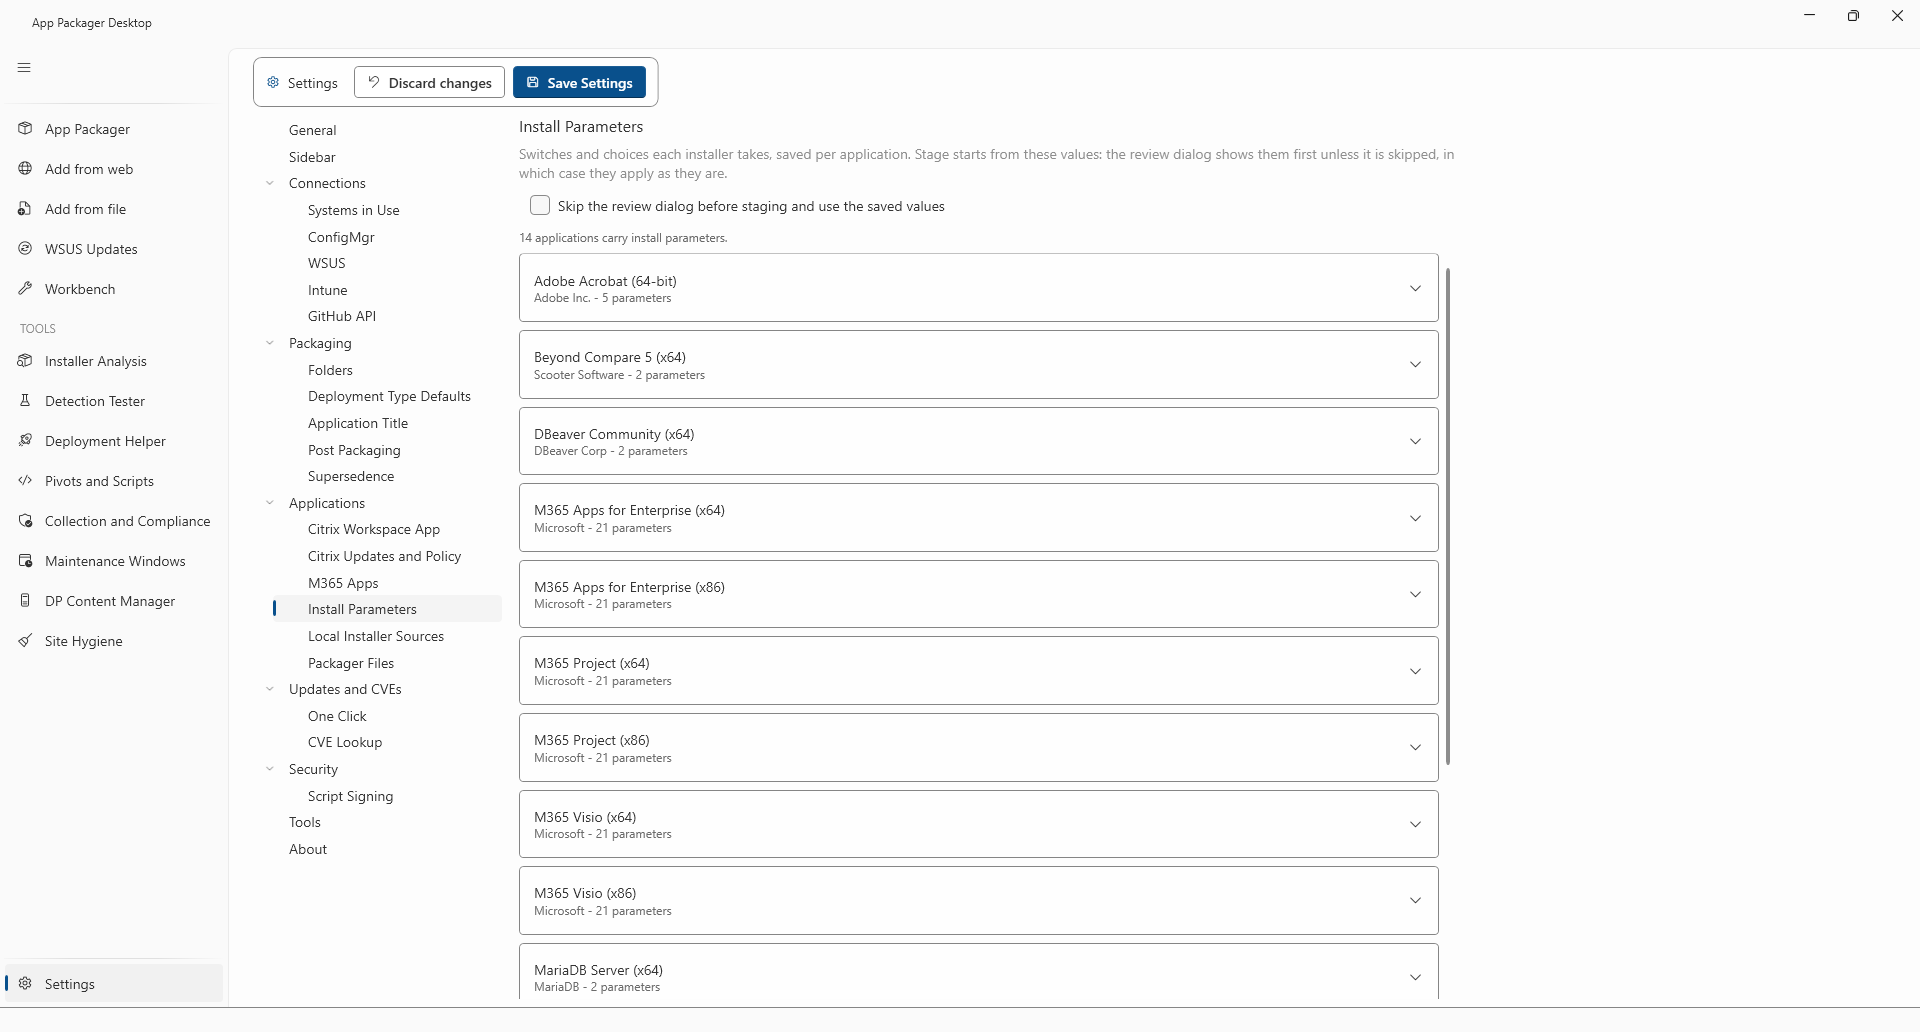 App Packager Desktop
Settings
Discard changes
Save Settings
App Packager
Add from web
Add from file
WSUS Updates
Workbench
TOOLS
Installer Analysis
Detection Tester
Deployment Helper
Pivots and Scripts
Collection and Compliance
Maintenance Windows
DP Content Manager
Site Hygiene
Settings
General
Sidebar
Connections
Systems in Use
ConfigMgr
WSUS
Intune
GitHub API
Packaging
Folders
Deployment Type Defaults
Application Title
Post Packaging
Supersedence
Applications
Citrix Workspace App
Citrix Updates and Policy
M365 Apps
Install Parameters
Local Installer Sources
Packager Files
Updates and CVEs
One Click
CVE Lookup
Security
Script Signing
Tools
About
Install Parameters
Switches and choices each installer takes, saved per application. Stage starts from these values: the review dialog shows them first unless it is skipped, in
which case they apply as they are.
Skip the review dialog before staging and use the saved values
14 applications carry install parameters.
Adobe Acrobat (64-bit)
Adobe Inc. - 5 parameters
Beyond Compare 5 (x64)
Scooter Software - 2 parameters
DBeaver Community (x64)
DBeaver Corp - 2 parameters
M365 Apps for Enterprise (x64)
Microsoft - 21 parameters
M365 Apps for Enterprise (x86)
Microsoft - 21 parameters
M365 Project (x64)
Microsoft - 21 parameters
M365 Project (x86)
Microsoft - 21 parameters
M365 Visio (x64)
Microsoft - 21 parameters
M365 Visio (x86)
Microsoft - 21 parameters
MariaDB Server (x64)
MariaDB - 2 parameters